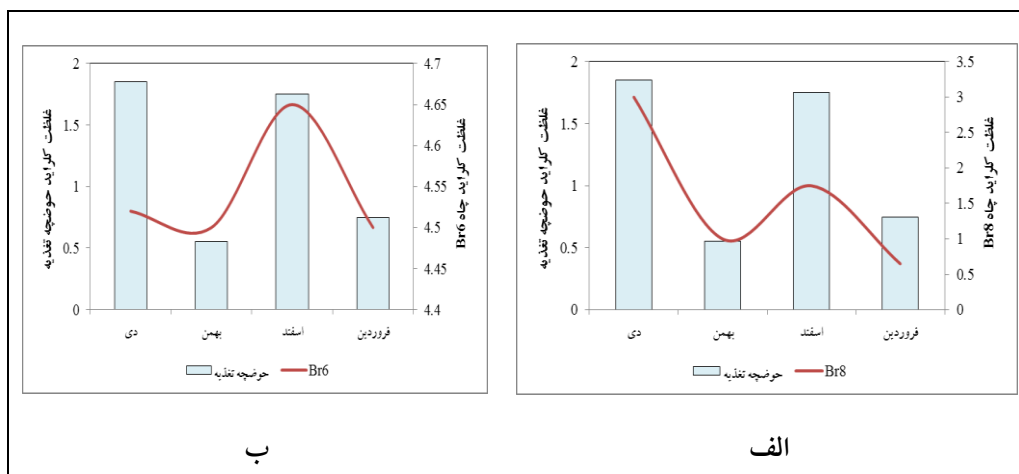 2
1.5
1
0.5
0
غلظت کلراید حوضچه تغذیه
3.5
3
2.5
2
1.5
1
0.5
0
غلظت کلراید چاه Br8
دی
بهمن
اسفند
فروردین
حوضچه تغذیه
Br8
الف
2
1.5
1
0.5
0
غلظت کلراید حوضچه تغذیه
4.7
4.65
4.6
4.55
4.5
4.45
4.4
غلظت کلراید چاه Br6
دی
بهمن
اسفند
فروردین
حوضچه تغذیه
Br6
ب